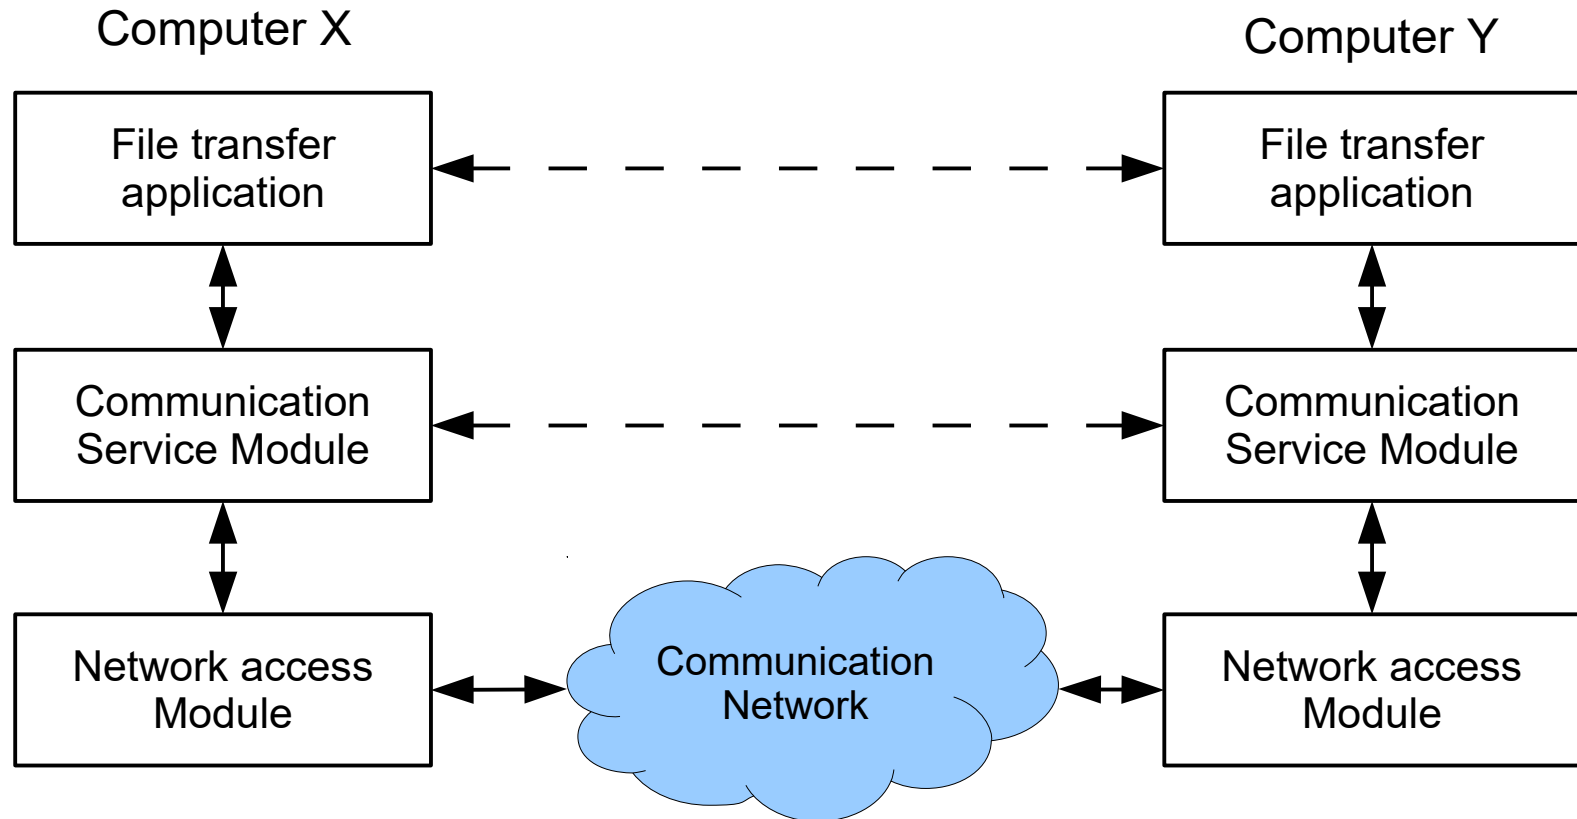 Computer X
Computer Y
File transfer
application
File transfer
application
Communication
Service Module
Communication
Service Module
Network access
Module
Communication
Network
Network access
Module